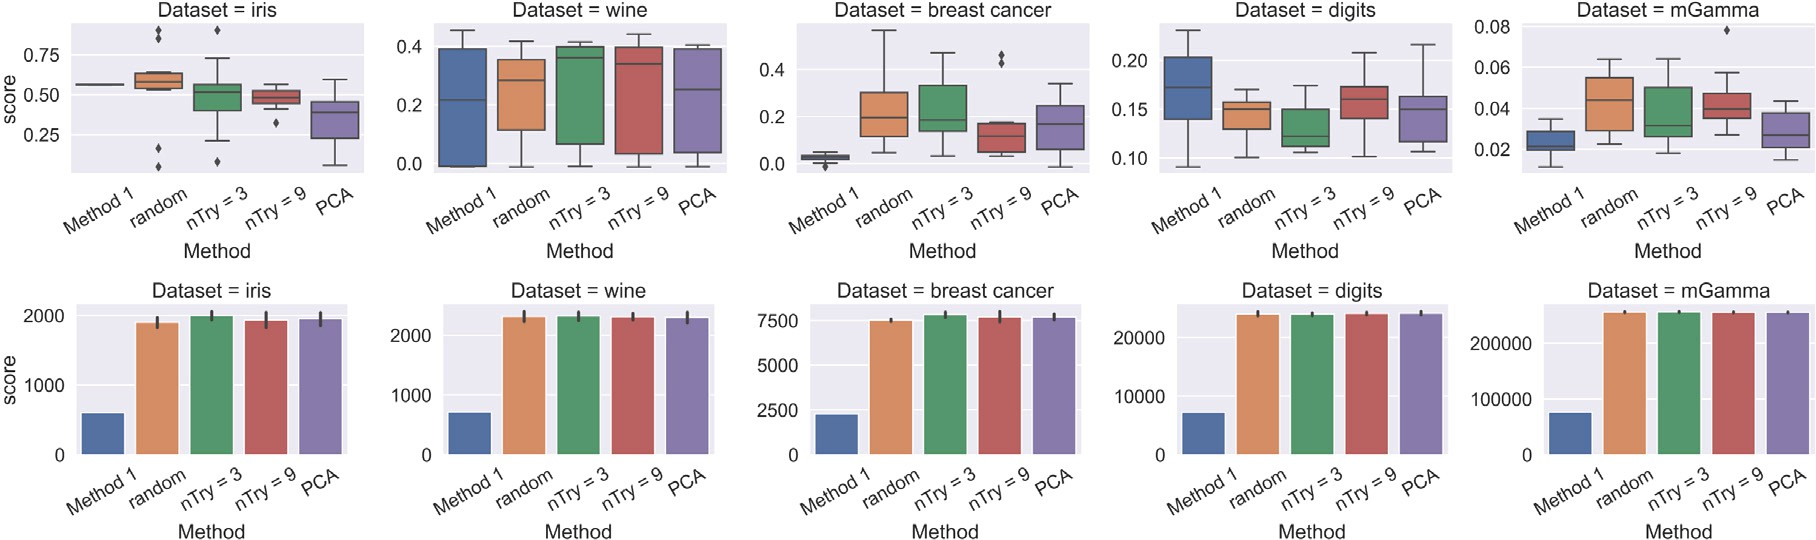 Dataset = iris
0.75
0.50
0.25
score
Method 1
random
nTry = 3
nTry = 9
PCA
Method
Dataset = wine
0.4
0.2
0.0
Method 1
random
nTry = 3
nTry = 9
PCA
Method
Dataset = breast cancer
0.4
0.2
0.0
Method 1
random
nTry = 3
nTry = 9
PCA
Method
Dataset = digits
0.20
0.15
0.10
Method 1
random
nTry = 3
nTry = 9
PCA
Method
Dataset = mGamma
0.08
0.06
0.04
0.02
Method 1
random
nTry = 3
nTry = 9
PCA
Method
Dataset = iris
2000
1000
0
score
Method 1
random
nTry = 3
nTry = 9
PCA
Method
Dataset = wine
2000
1000
0
Method 1
random
nTry = 3
nTry = 9
PCA
Method
Dataset = breast cancer
7500
5000
2500
0
Method 1
random
nTry = 3
nTry = 9
PCA
Method
Dataset = digits
20000
10000
0
Method 1
random
nTry = 3
nTry = 9
PCA
Method
Dataset = mGamma
200000
100000
0
Method 1
random
nTry = 3
nTry = 9
PCA
Method